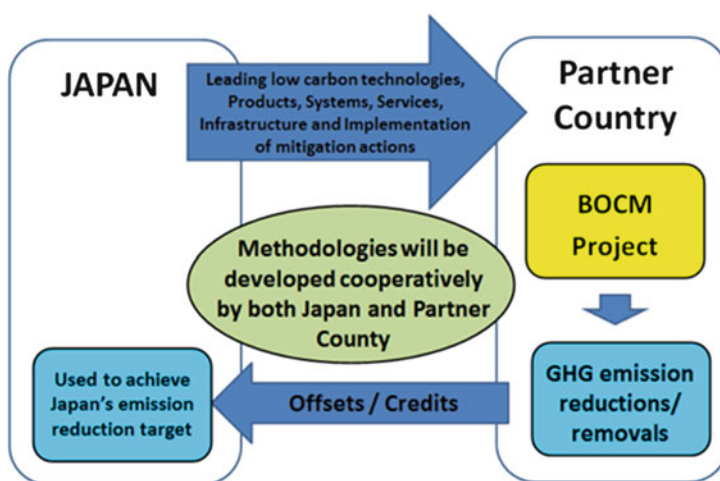 JAPAN
Leading low carbon technologies,
Products, Systems, Services,
Infrastructure and Implementation
of mitigation actions
Partner
Country
BOCM
Project
Methodologies will be
developed cooperatively
by both Japan and Partner
County
Used to achieve
Japan's emission
reduction target
Offsets / Credits
GHG emission
reductions/
removals